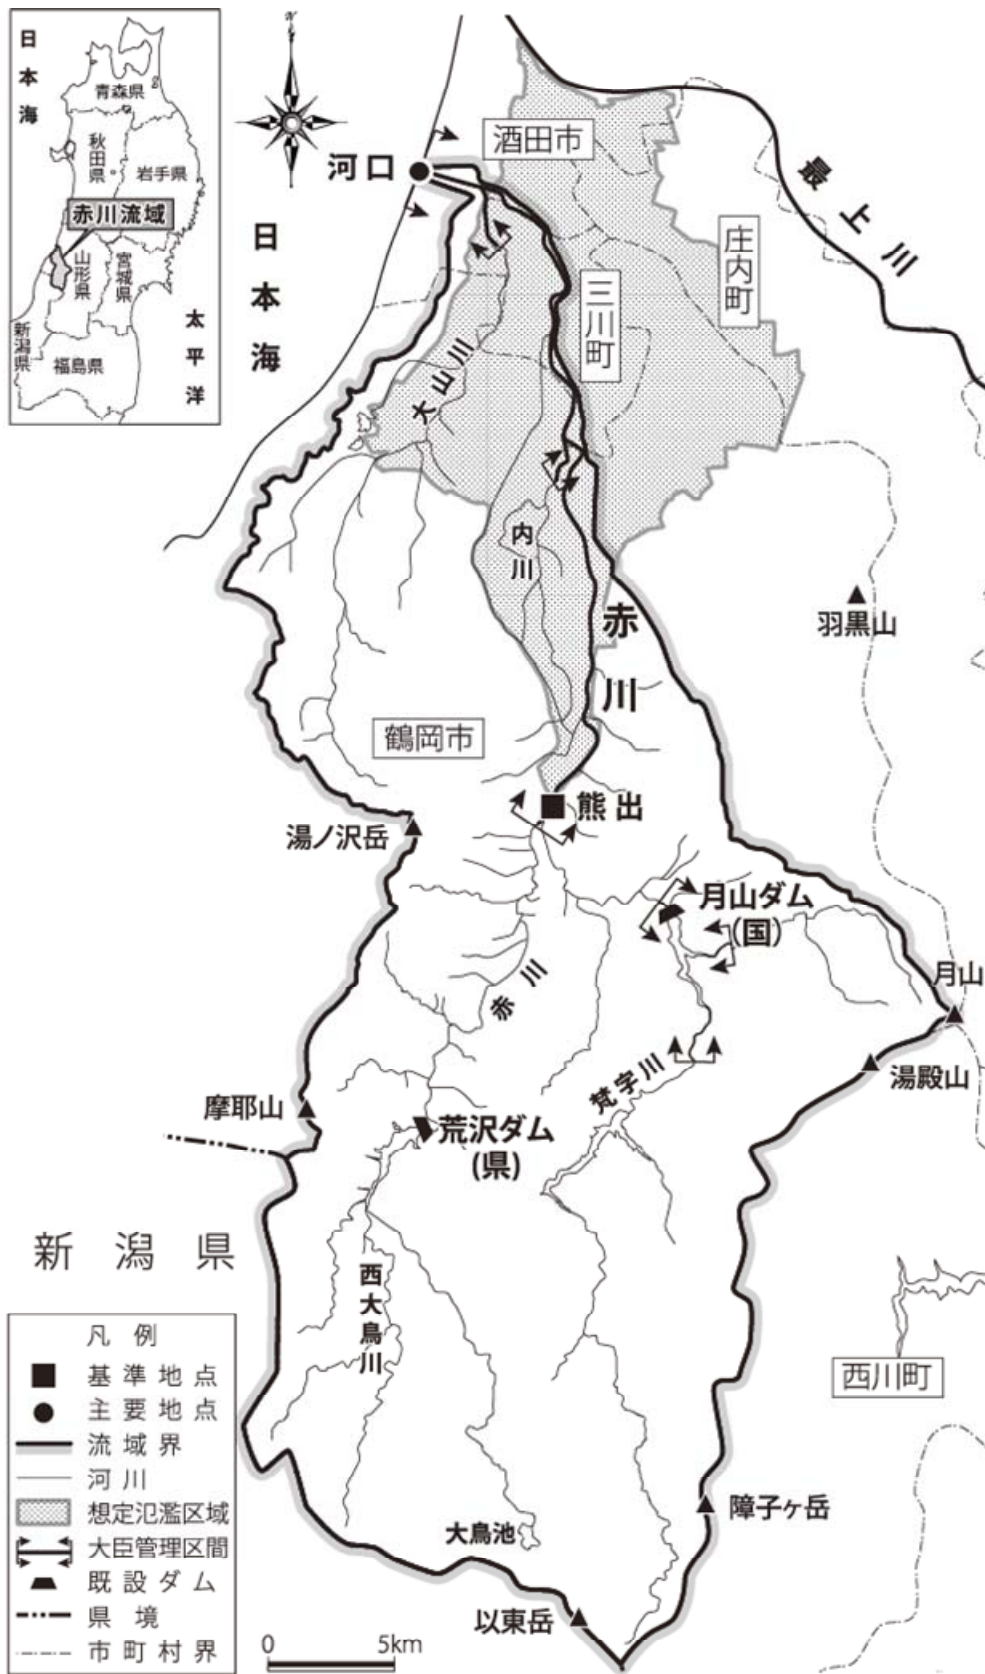 日本海
青森県
秋田県
岩手県
赤川流域
山形県
宮城県
新潟県
福島県
太平洋
N
酒田市
河口
最上川
日本海
庄内町
三川町
大山川
内川
赤川
羽黒山
鶴岡市
熊出
湯ノ沢岳
月山ダム
(国)
月山
赤川
湯殿山
梵字川
摩耶山
荒沢ダム
(県)
新潟県
西大鳥川
西川町
障子ヶ岳
大鳥池
以東岳
凡例
基準地点
主要地点
流域界
河川
想定氾濫区域
大臣管理区間
既設ダム
県境
市町村界
0 5km